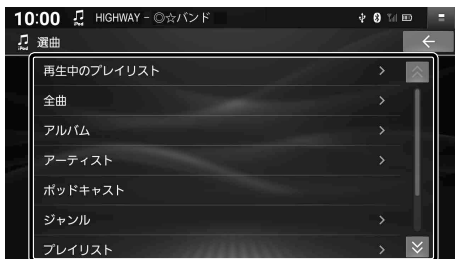 10:00 HIGHWAY - ◎☆バンド
選曲
再生中のプレイリスト
全曲
アルバム
アーティスト
ポッドキャスト
ジャンル
プレイリスト